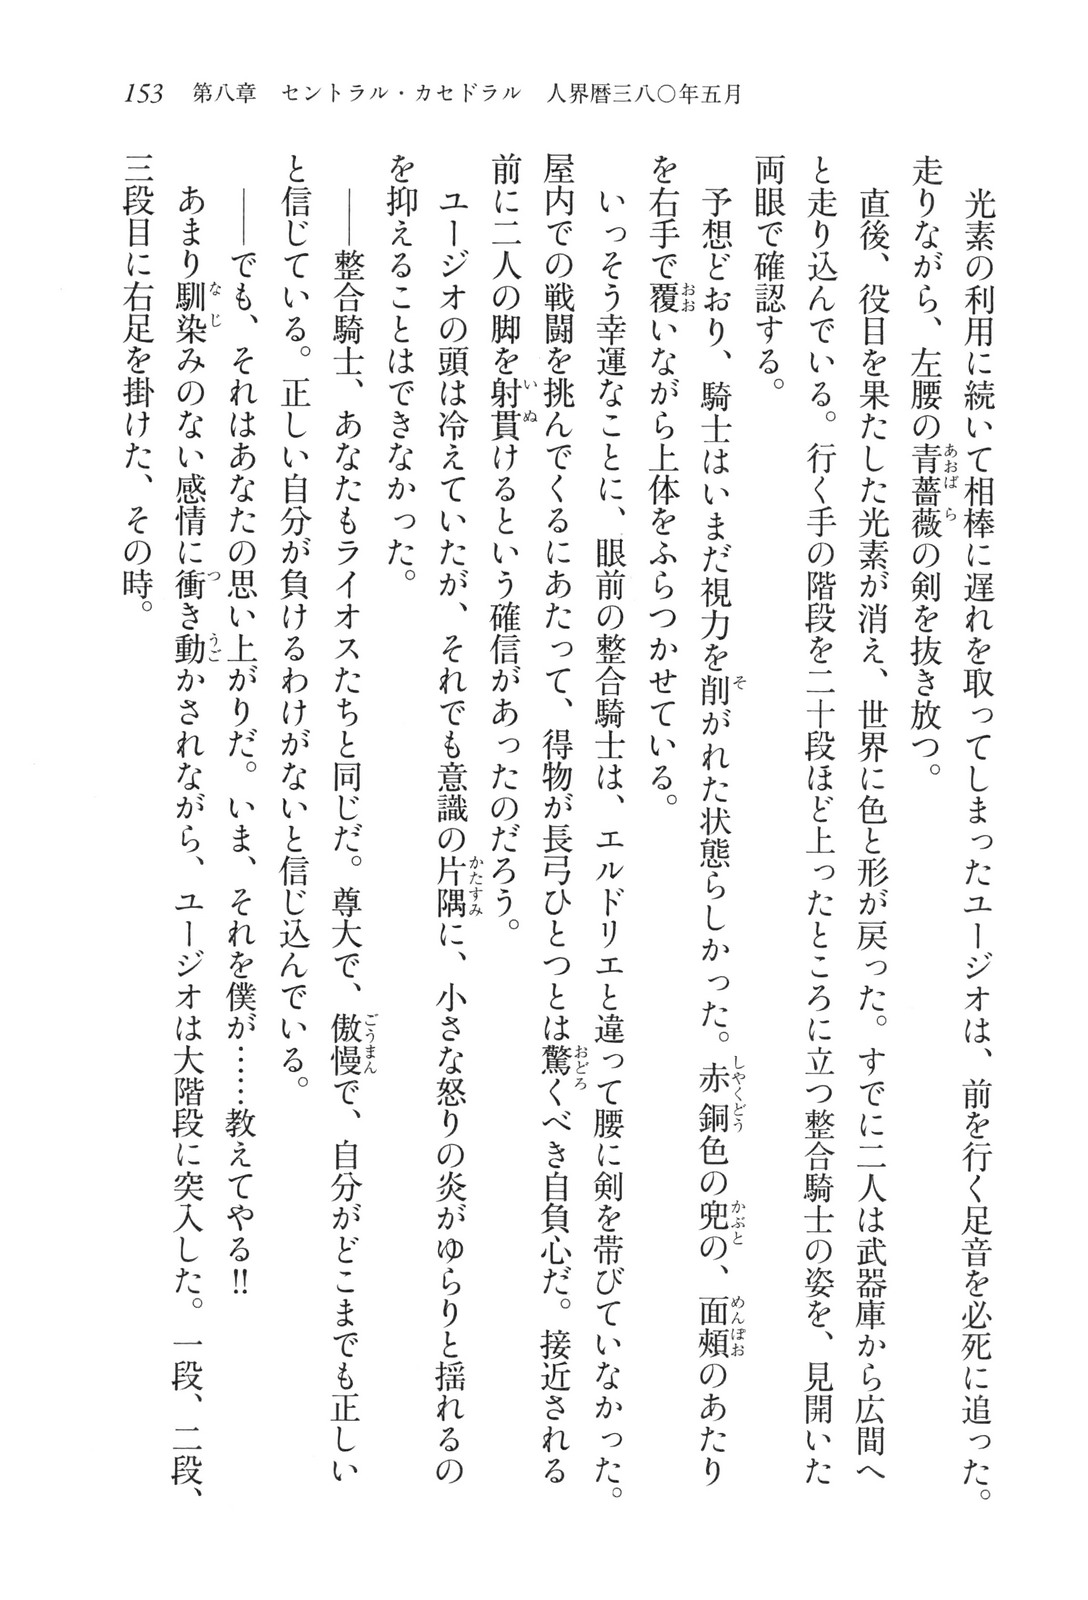 153　第八章　セントラル・カセドラル　人界暦三八〇年五月
　光素の利用に続いて相棒に遅れを取ってしまったユージオは、前を行く足音を必死に追った。
走りながら、左腰の青薔薇の剣を抜き放つ。
　直後、役目を果たした光素が消え、世界に色と形が戻った。すでに二人は武器庫から広間へ
と走り込んでいる。行く手の階段を二十段ほど上ったところに立つ整合騎士の姿を、見開いた
両眼で確認する。
　予想どおり、騎士はいまだ視力を削がれた状態らしかった。赤銅色の兜の、面頬のあたり
を右手で覆いながら上体をふらつかせている。
　いっそう幸運なことに、眼前の整合騎士は、エルドリエと違って腰に剣を帯びていなかった。
屋内での戦闘を挑んでくるにあたって、得物が長弓ひとつとは驚くべき自負心だ。接近される
前に二人の脚を射貫けるという確信があったのだろう。
　ユージオの頭は冷えていたが、それでも意識の片隅に、小さな怒りの炎がゆらりと揺れるの
を抑えることはできなかった。
　――整合騎士、あなたもライオスたちと同じだ。尊大で、傲慢で、自分がどこまでも正しい
と信じている。正しい自分が負けるわけがないと信じ込んでいる。
　――でも、それはあなたの思い上がりだ。いま、それを僕が……教えてやる!!
　あまり馴染みのない感情に衝き動かされながら、ユージオは大階段に突入した。一段、二段、
三段目に右足を掛けた、その時。